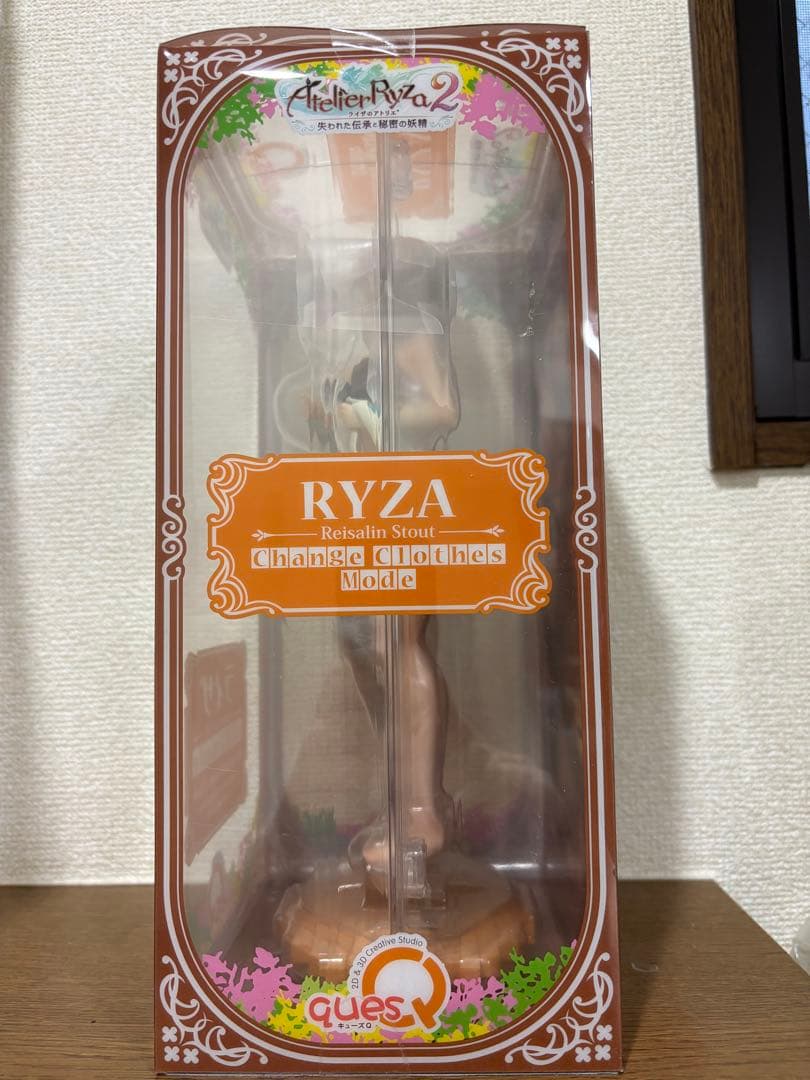 Atelier Ryza 2
ライザのアトリエ
失われた伝承と秘密の妖精
RYZA
Reisalin Stout
Change Clothes
Mode
2D & 3D Creative Studio
quesQ
キューズQ